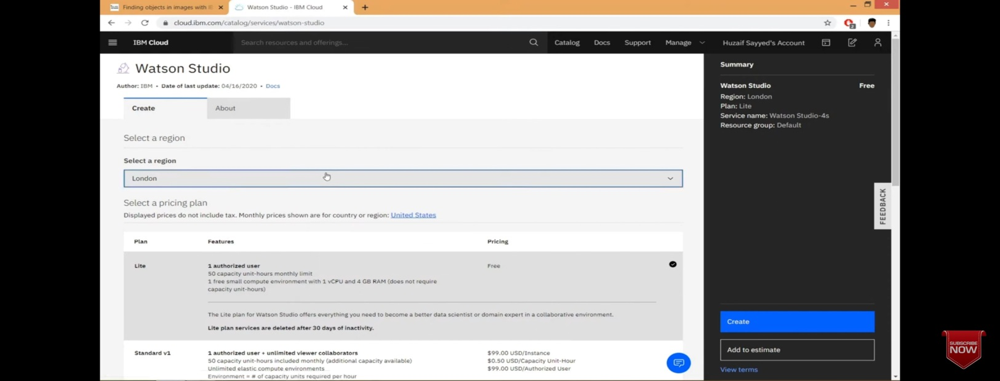 Finding objects in images with I
Watson Studio - IBM Cloud
cloud.ibm.com/catalog/services/watson-studio
2
IBM Cloud
Search resources and offerings...
Catalog
Docs
Support
Manage
Huzaif Sayyed's Account
Watson Studio
Author: IBM • Date of last update: 04/16/2020 • Docs
Create
About
Select a region
Select a region
London
Select a pricing plan
Displayed prices do not include tax. Monthly prices shown are for country or region: United States
Plan
Features
Pricing
Lite
1 authorized user
50 capacity unit-hours monthly limit
1 free small compute environment with 1 vCPU and 4 GB RAM (does not require
capacity unit-hours)
Free
The Lite plan for Watson Studio offers everything you need to become a better data scientist or domain expert in a collaborative environment.
Lite plan services are deleted after 30 days of inactivity.
Standard v1
1 authorized user + unlimited viewer collaborators
50 capacity unit-hours included monthly (additional capacity available)
Unlimited elastic compute environments
Environment = # of capacity units required per hour
$99.00 USD/Instance
$0.50 USD/Capacity Unit-Hour
$99.00 USD/Authorized User
Summary
Watson Studio Free
Region: London
Plan: Lite
Service name: Watson Studio-4s
Resource group: Default
FEEDBACK
Create
Add to estimate
View terms
SUBSCRIBE
NOW